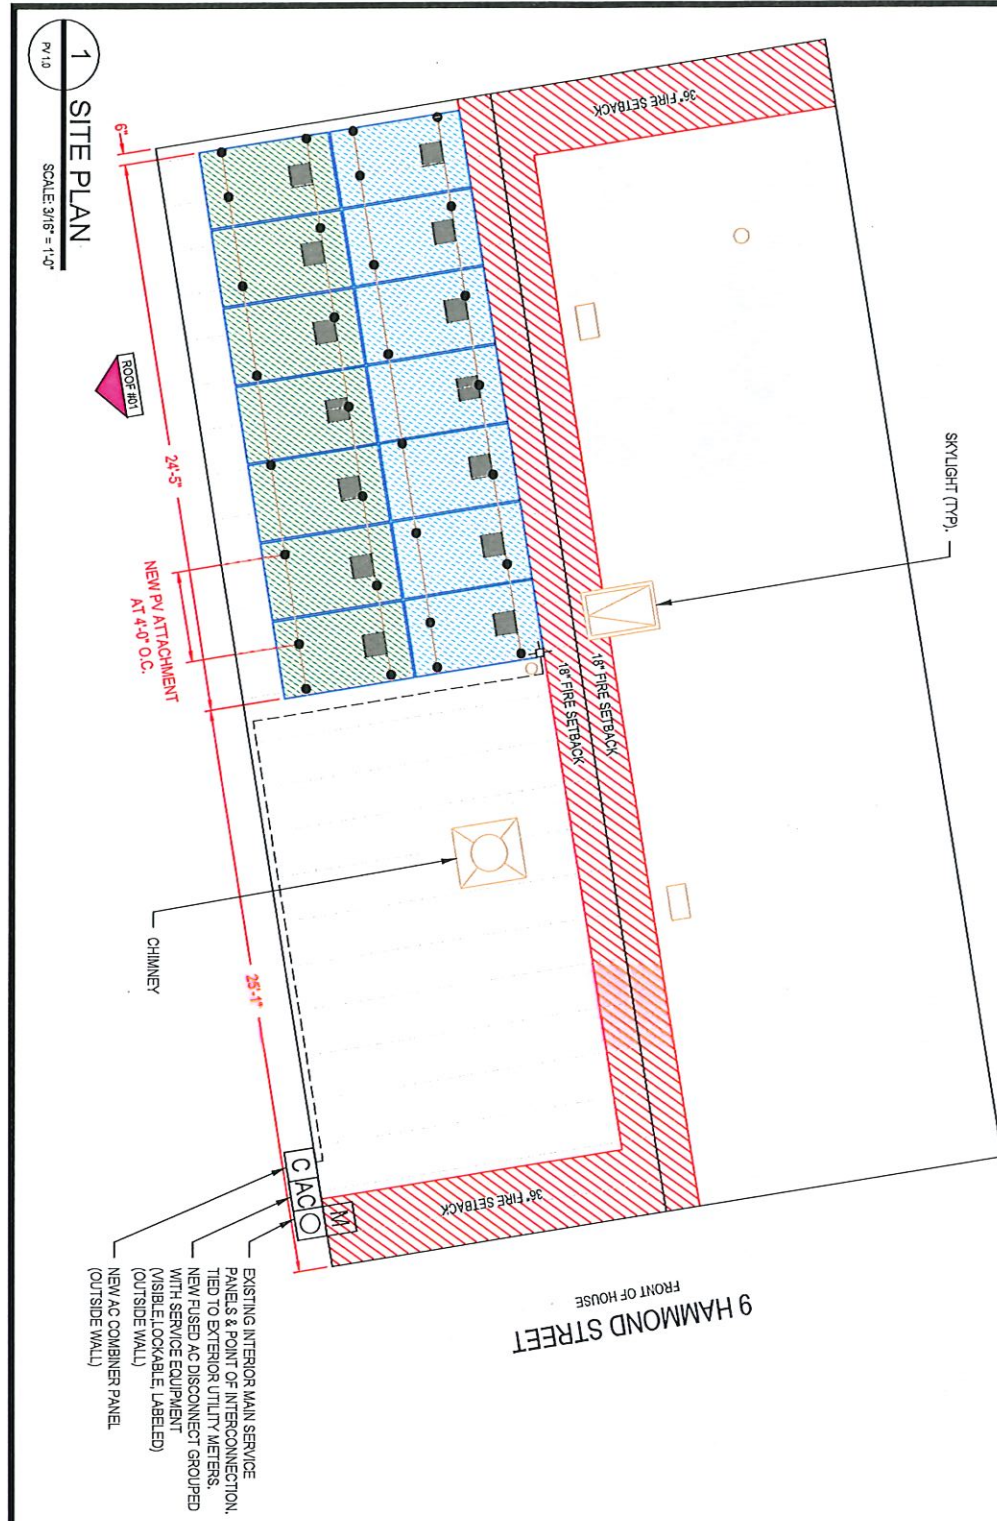 1
PV1.0
SITE PLAN
SCALE: 3/16" = 1'-0"
36" FIRE SETBACK
SKYLIGHT (TYP).
18" FIRE SETBACK
18" FIRE SETBACK
6"
24'-5"
25'-1"
ROOF #01
NEW PV ATTACHMENT
AT 4'-0" O.C.
CHIMNEY
36" FIRE SETBACK
C
AC
M
EXISTING INTERIOR MAIN SERVICE
PANELS & POINT OF INTERCONNECTION,
TIED TO EXTERIOR UTILITY METERS.
NEW FUSED AC DISCONNECT GROUPED
WITH SERVICE EQUIPMENT
(VISIBLE,LOCKABLE, LABELED)
(OUTSIDE WALL)
NEW AC COMBINER PANEL
(OUTSIDE WALL)
FRONT OF HOUSE
9 HAMMOND STREET